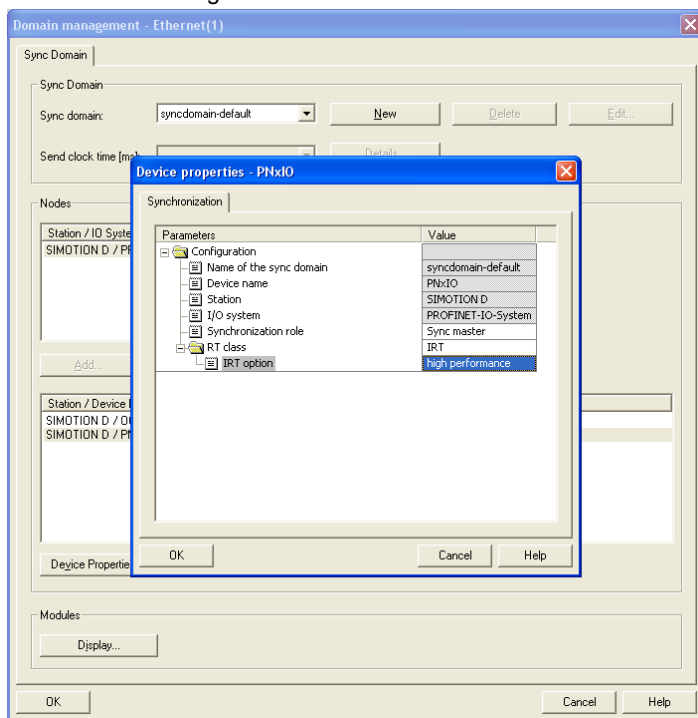 Domain management - Ethernet(1)
Sync Domain
Sync Domain
Sync domain:
syncdomain-default
New
Delete
Edit...
Send clock time [ms]:
Details
Device properties - PNxIO
Synchronization
Parameters
Value
Configuration
Name of the sync domain
syncdomain-default
Device name
PNxIO
Station
SIMOTION D
I/O system
PROFINET-IO-System
Synchronization role
Sync master
RT class
IRT
IRT option
high performance
OK
Cancel
Help
Nodes
Station / IO Syste
SIMOTION D / PR
Add...
Station / Device
SIMOTION D /
SIMOTION D / PN
Device Propertie
Modules
Display...
OK
Cancel
Help